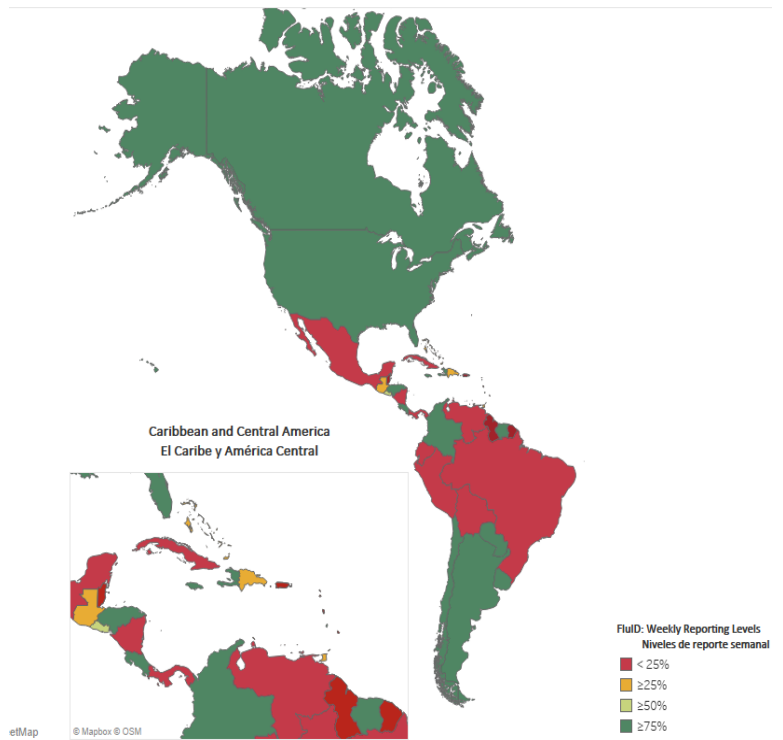 Caribbean and Central America
El Caribe y América Central
FluID: Weekly Reporting Levels
Niveles de reporte semanal
< 25%
≥25%
≥50%
≥75%
etMap
© Mapbox © OSM